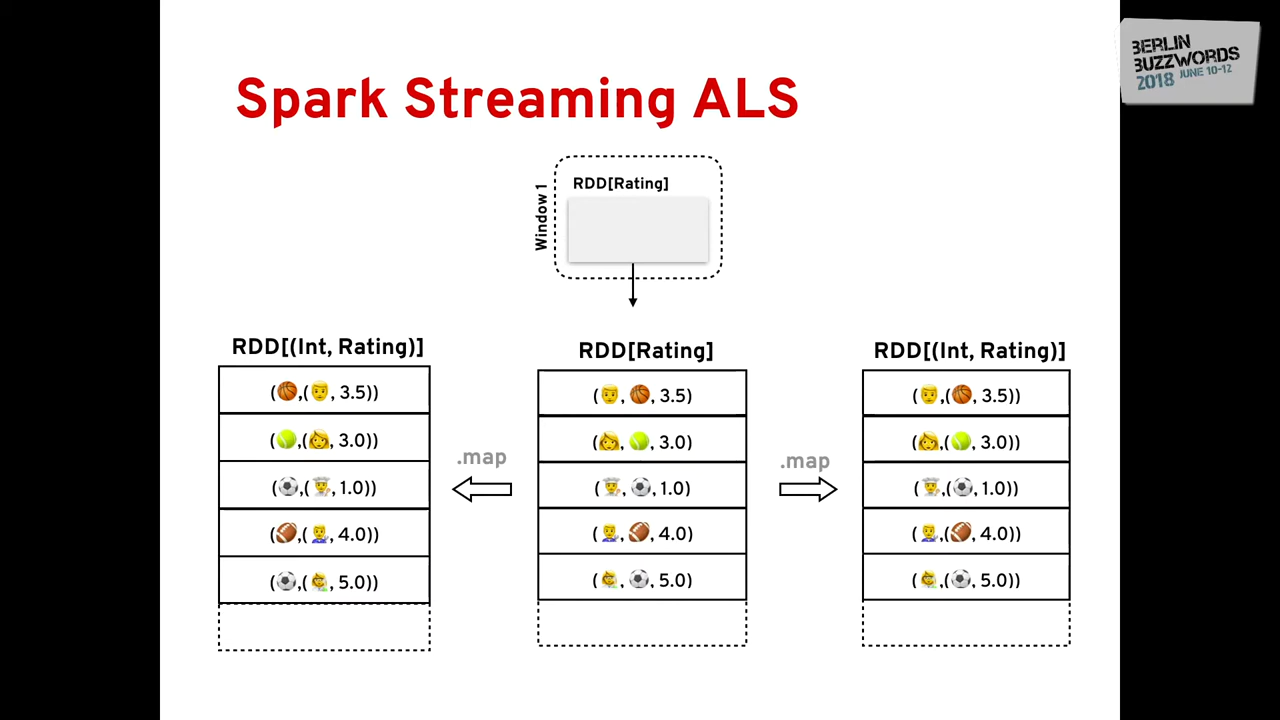 BERLIN
BUZZWORDS
2018 JUNE 10-12
Spark Streaming ALS
Window 1
RDD[Rating]
RDD[(Int, Rating)]
(🏀,(👨, 3.5))
(🎾,(👩, 3.0))
(⚽,(👨‍🍳, 1.0))
(🏈,(👨‍🎨, 4.0))
(⚽,(👩‍🔬, 5.0))
.map
RDD[Rating]
(👨, 🏀, 3.5)
(👩, 🎾, 3.0)
(👨‍🍳, ⚽, 1.0)
(👨‍🎨, 🏈, 4.0)
(👩‍🔬, ⚽, 5.0)
.map
RDD[(Int, Rating)]
(👨,(🏀, 3.5))
(👩,(🎾, 3.0))
(👨‍🍳,(⚽, 1.0))
(👨‍🎨,(🏈, 4.0))
(👩‍🔬,(⚽, 5.0))